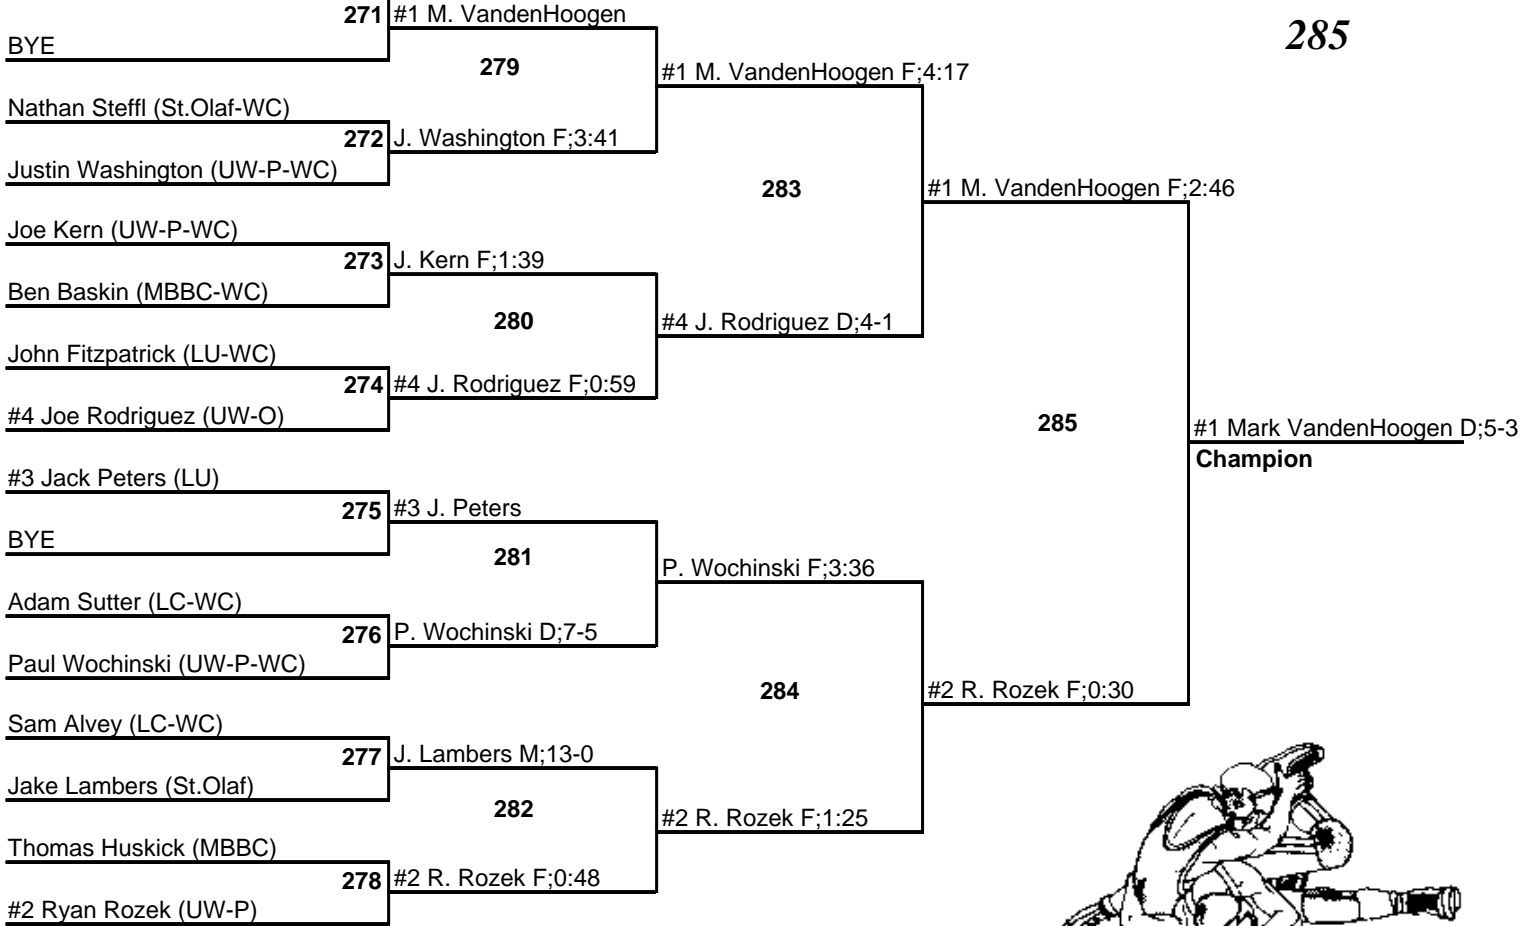 285
271 #1 M. VandenHoogen
BYE
279
#1 M. VandenHoogen F;4:17
Nathan Steffl (St.Olaf-WC)
272 J. Washington F;3:41
Justin Washington (UW-P-WC)
283
#1 M. VandenHoogen F;2:46
Joe Kern (UW-P-WC)
273 J. Kern F;1:39
Ben Baskin (MBBC-WC)
280
#4 J. Rodriguez D;4-1
John Fitzpatrick (LU-WC)
274 #4 J. Rodriguez F;0:59
#4 Joe Rodriguez (UW-O)
285
#1 Mark VandenHoogen D;5-3
Champion
#3 Jack Peters (LU)
275 #3 J. Peters
BYE
281
P. Wochinski F;3:36
Adam Sutter (LC-WC)
276 P. Wochinski D;7-5
Paul Wochinski (UW-P-WC)
284
#2 R. Rozek F;0:30
Sam Alvey (LC-WC)
277 J. Lambers M;13-0
Jake Lambers (St.Olaf)
282
#2 R. Rozek F;1:25
Thomas Huskick (MBBC)
278 #2 R. Rozek F;0:48
#2 Ryan Rozek (UW-P)